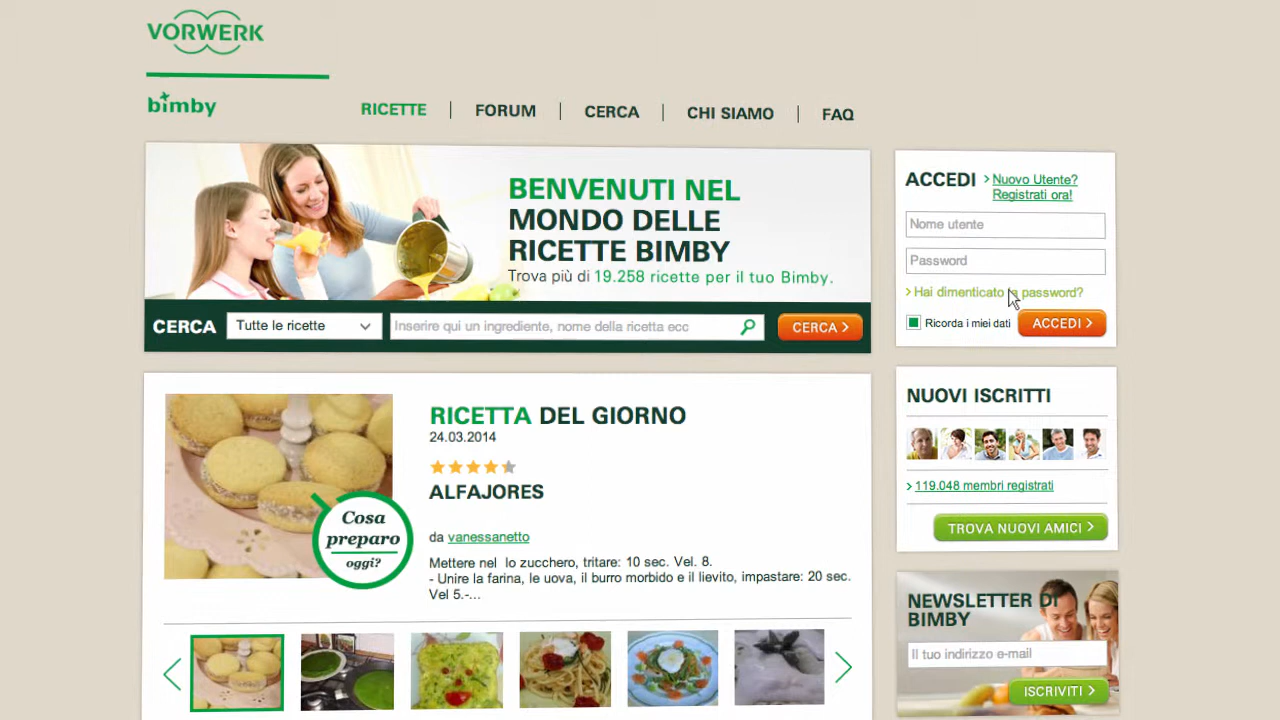 VORWERK
bimby
RICETTE
FORUM
CERCA
CHI SIAMO
FAQ
BENVENUTI NEL
MONDO DELLE
RICETTE BIMBY
Trova più di 19.258 ricette per il tuo Bimby.
CERCA
Tutte le ricette
Inserire qui un ingrediente, nome della ricetta ecc
CERCA
ACCEDI
Nuovo Utente?
Registrati ora!
Nome utente
Password
Hai dimenticato la password?
Ricorda i miei dati
ACCEDI
RICETTA DEL GIORNO
24.03.2014
ALFAJORES
da vanessanetto
Mettere nel lo zucchero, tritare: 10 sec. Vel. 8.
- Unire la farina, le uova, il burro morbido e il lievito, impastare: 20 sec.
Vel 5.-...
Cosa
preparo
oggi?
NUOVI ISCRITTI
119.048 membri registrati
TROVA NUOVI AMICI
NEWSLETTER DI
BIMBY
Il tuo indirizzo e-mail
ISCRIVITI